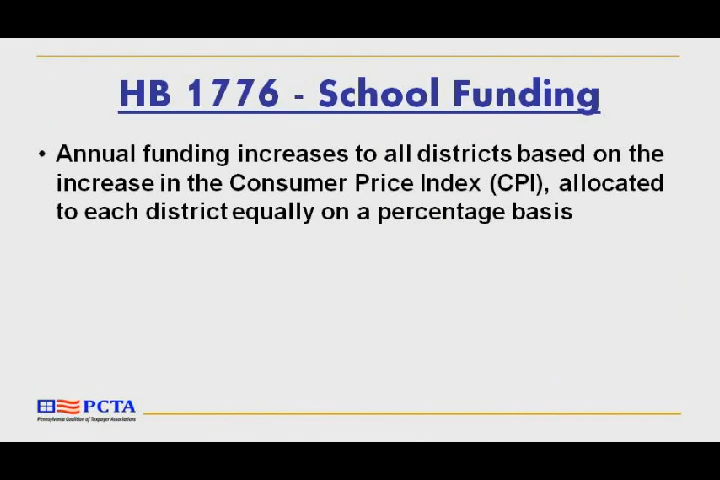 HB 1776 - School Funding
• Annual funding increases to all districts based on the
increase in the Consumer Price Index (CPI), allocated
to each district equally on a percentage basis
PCTA
Pennsylvania Coalition of Taxpayer Associations